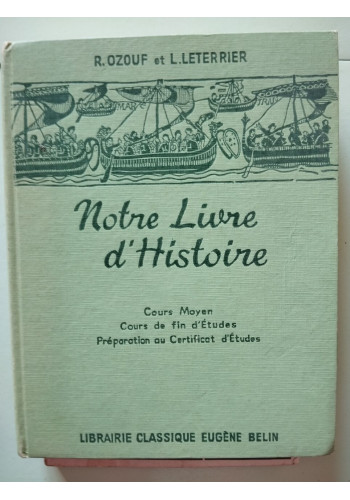 R. OZOUF et L. LETERRIER
Notre Livre
d'Histoire
Cours Moyen
Cours de fin d'Études
Préparation au Certificat d'Études
LIBRAIRIE CLASSIQUE EUGÈNE BELIN